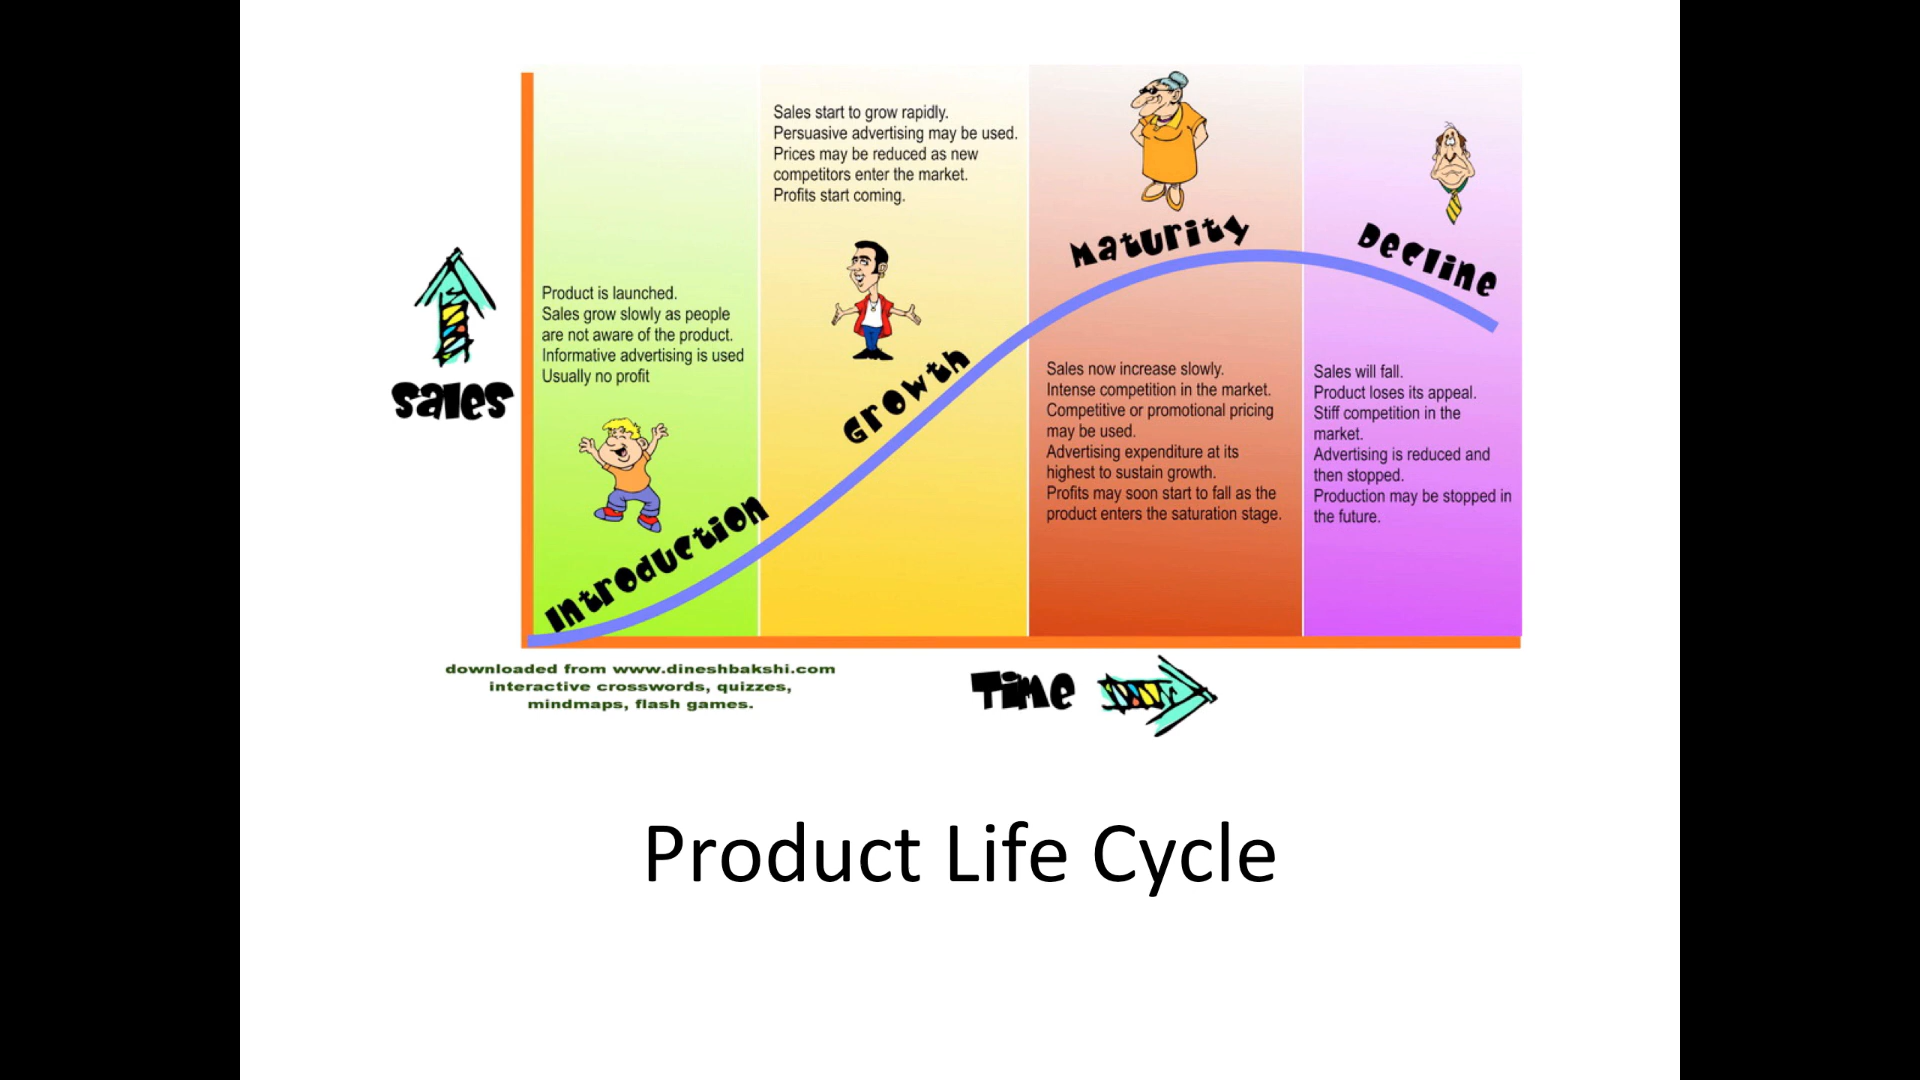 Sales start to grow rapidly.
Persuasive advertising may be used.
Prices may be reduced as new
competitors enter the market.
Profits start coming.
Maturity
Decline
Product is launched.
Sales grow slowly as people
are not aware of the product.
Informative advertising is used
Usually no profit
Growth
Sales
Sales now increase slowly.
Intense competition in the market.
Competitive or promotional pricing
may be used.
Advertising expenditure at its
highest to sustain growth.
Profits may soon start to fall as the
product enters the saturation stage.
Sales will fall.
Product loses its appeal.
Stiff competition in the
market.
Advertising is reduced and
then stopped.
Production may be stopped in
the future.
Introduction
downloaded from www.dineshbakshi.com
interactive crosswords, quizzes,
mindmaps, flash games.
Time
Product Life Cycle